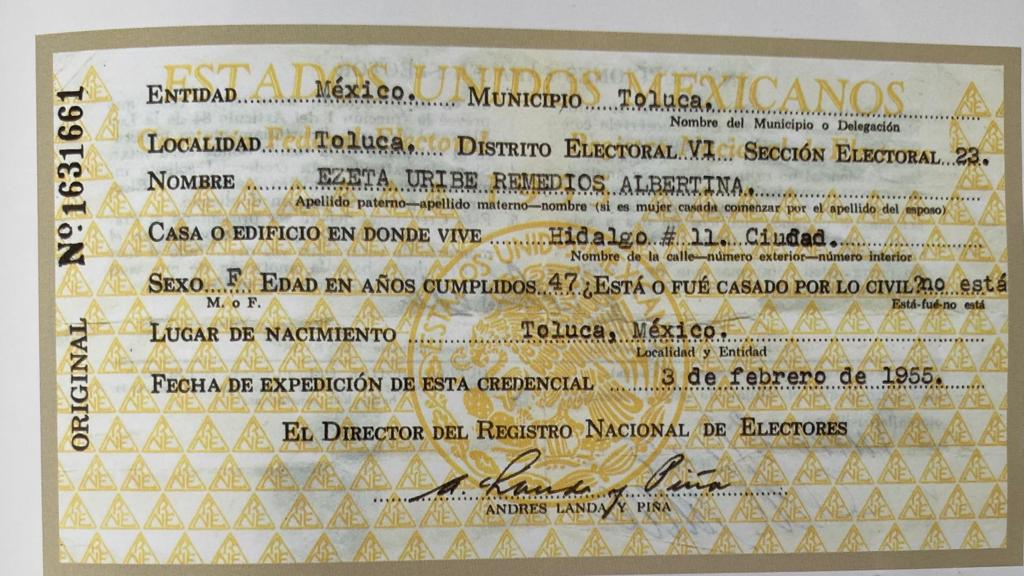 ESTADOS UNIDOS MEXICANOS
ENTIDAD México. MUNICIPIO Toluca.
Nombre del Municipio o Delegación
LOCALIDAD Toluca. DISTRITO ELECTORAL VI SECCIÓN ELECTORAL 23.
NOMBRE EZETA URIBE REMEDIOS ALBERTINA.
Apellido paterno—apellido materno—nombre (si es mujer casada comenzar por el apellido del esposo)
CASA O EDIFICIO EN DONDE VIVE Hidalgo # 11. Ciudad.
Nombre de la calle—número exterior—número interior
SEXO F EDAD EN AÑOS CUMPLIDOS 47 ¿ESTÁ O FUÉ CASADO POR LO CIVIL? no está
M. o F. Está-fué-no está
LUGAR DE NACIMIENTO Toluca, México.
Localidad y Entidad
FECHA DE EXPEDICIÓN DE ESTA CREDENCIAL 3 de febrero de 1955.
EL DIRECTOR DEL REGISTRO NACIONAL DE ELECTORES
A. Landa y Piña
ANDRES LANDA Y PIÑA
Nº. 1631661
ORIGINAL